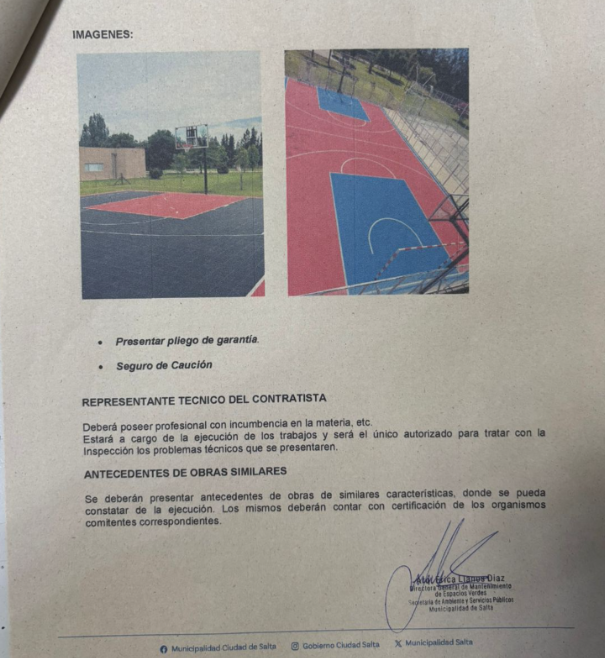 IMAGENES:
• Presentar pliego de garantía.
• Seguro de Caución
REPRESENTANTE TECNICO DEL CONTRATISTA
Deberá poseer profesional con incumbencia en la materia, etc.
Estará a cargo de la ejecución de los trabajos y será el único autorizado para tratar con la
Inspección los problemas técnicos que se presentaren.
ANTECEDENTES DE OBRAS SIMILARES
Se deberán presentar antecedentes de obras de similares características, donde se pueda
constatar de la ejecución. Los mismos deberán contar con certificación de los organismos
comitentes correspondientes.
Díaz
Directora General de Mantenimiento
de Espacios Verdes
Secretaría de Ambiente y Servicios Públicos
Municipalidad de Salta
Municipalidad Ciudad de Salta Gobierno Ciudad Salta X Municipalidad Salta